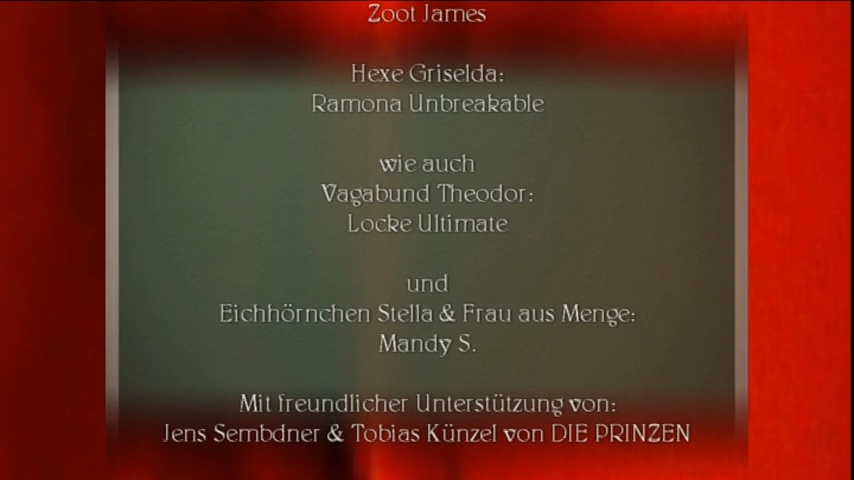 Zoot James
Hexe Griselda:
Ramona Unbreakable
wie auch
Vagabund Theodor:
Locke Ultimate
und
Eichhörnchen Stella & Frau aus Menge:
Mandy S.
Mit freundlicher Unterstützung von:
Jens Sembdner & Tobias Künzel von DIE PRINZEN